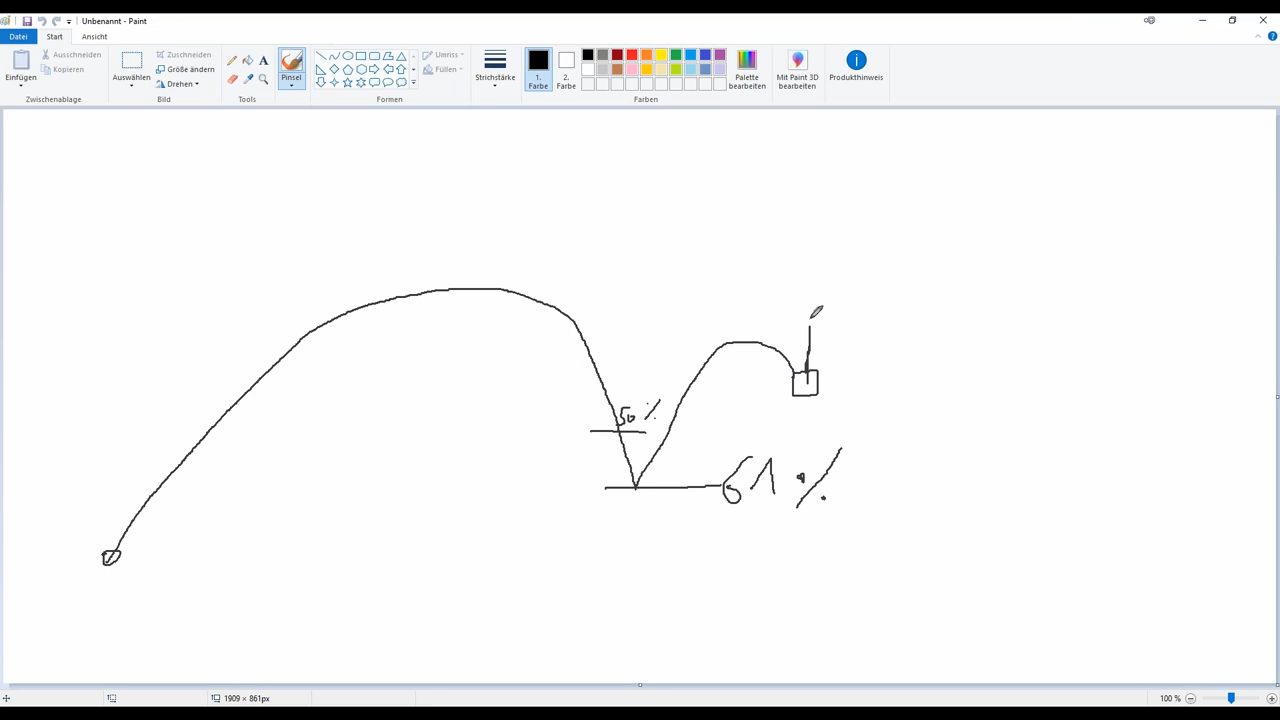 Unbenannt - Paint
Datei Start Ansicht
Einfügen
Ausschneiden
Kopieren
Zwischenablage
Auswählen
Zuschneiden
Größe ändern
Drehen
Bild
A
Tools
Pinsel
Formen
Umriss
Füllen
Strichstärke
1. Farbe
2. Farbe
Farben
Palette bearbeiten
Mit Paint 3D bearbeiten
Produkthinweis
50 %
61 %
1909 × 861px
100 %